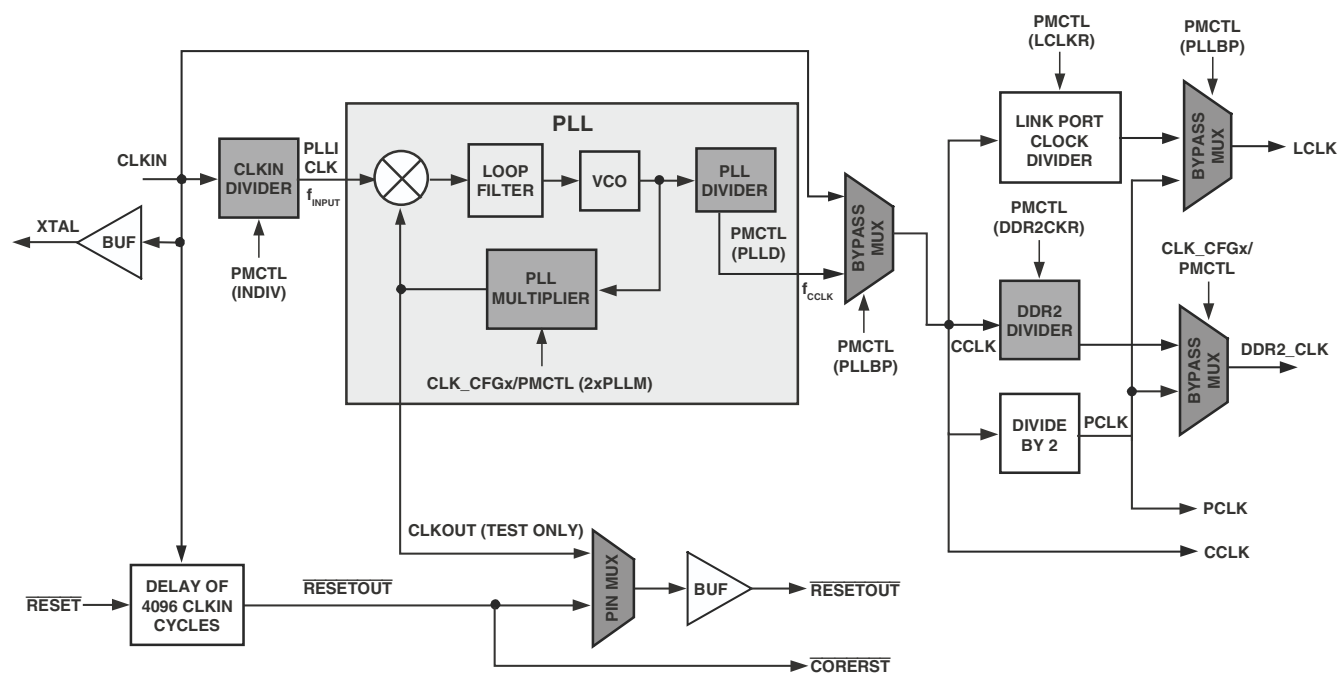 PMCTL
(LCLKR)
PMCTL
(PLLBP)
PLL
CLKIN
CLKIN
DIVIDER
PLLI
CLK
f_INPUT
LOOP
FILTER
VCO
PLL
DIVIDER
LINK PORT
CLOCK
DIVIDER
BYPASS
MUX
LCLK
XTAL
BUF
PMCTL
(INDIV)
PLL
MULTIPLIER
PMCTL
(PLLD)
f_CCLK
BYPASS
MUX
PMCTL
(DDR2CKR)
CLK_CFGx/
PMCTL
CLK_CFGx/PMCTL (2xPLLM)
PMCTL
(PLLBP)
CCLK
DDR2
DIVIDER
BYPASS
MUX
DDR2_CLK
DIVIDE
BY 2
PCLK
PCLK
CCLK
CLKOUT (TEST ONLY)
RESET
DELAY OF
4096 CLKIN
CYCLES
RESETOUT
PIN MUX
BUF
RESETOUT
CORERST